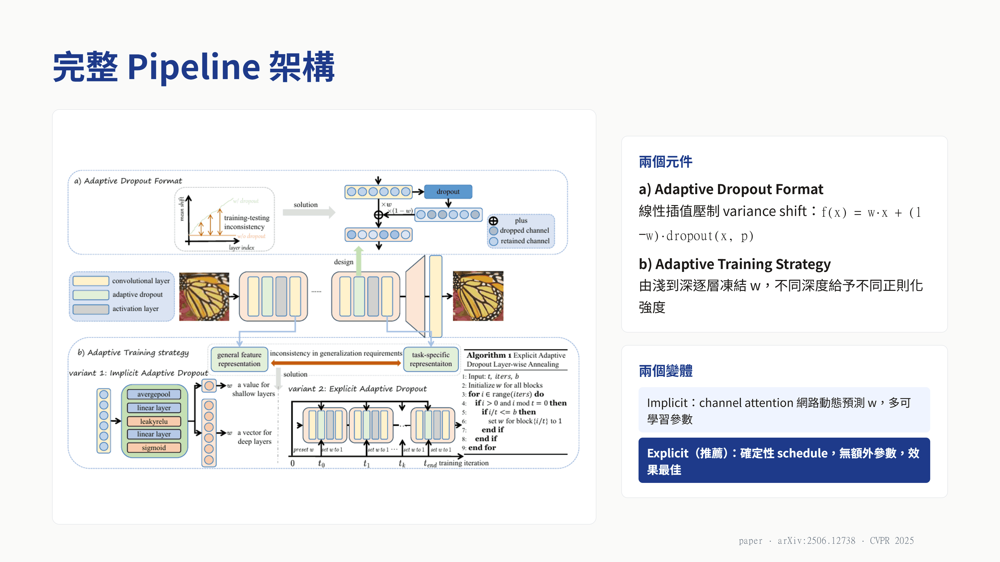 完整 Pipeline 架構
a) Adaptive Dropout Format
mean shift
w/ dropout
training-testing
inconsistency
w/o dropout
layer index
solution
dropout
×w
×(1 − w)
plus
dropped channel
retained channel
design
convolutional layer
adaptive dropout
activation layer
......
b) Adaptive Training strategy
general feature
representation
inconsistency in generalization requirements
task-specific
representaiton
solution
variant 1: Implicit Adaptive Dropout
avergepool
linear layer
leakyrelu
linear layer
sigmoid
w a value for
shallow layers
w a vector for
deep layers
variant 2: Explicit Adaptive Dropout
preset w set w to 1 set w to 1 ··· set w to 1 set w to 1
0 t0 t1 tk tend training iteration
Algorithm 1 Explicit Adaptive
Dropout Layer-wise Annealing
1: Input: t, iters, b
2: Initialize w for all blocks
3: for i ∈ range(iters) do
4: if i > 0 and i mod t = 0 then
5: if i/t <= b then
6: set w for block{i/t} to 1
7: end if
8: end if
9: end for
兩個元件
a) Adaptive Dropout Format
線性插值壓制 variance shift：f(x) = w·x + (1
−w)·dropout(x, p)
b) Adaptive Training Strategy
由淺到深逐層凍結 w，不同深度給予不同正則化
強度
兩個變體
Implicit：channel attention 網路動態預測 w，多可
學習參數
Explicit（推薦）：確定性 schedule，無額外參數，效
果最佳
paper · arXiv:2506.12738 · CVPR 2025